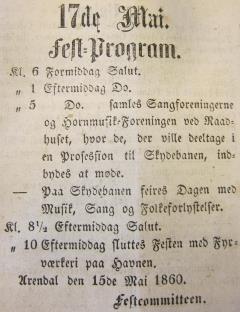 17de Mai.
Fest-Program.
Kl. 6 Formiddag Salut.
„ 1 Eftermiddag Do.
„ 5 Do. samles Sangforeningerne
og Hornmusik-Foreningen ved Raad-
huset, hvor de, der ville deeltage i
en Prosession til Skydebanen, ind-
bydes at møde.
— Paa Skydebanen feires Dagen med
Musik, Sang og Folkeforlystelser.
Kl. 8½ Eftermiddag Salut.
„ 10 Eftermiddag sluttes Festen med Fyr-
værkeri paa Havnen.
Arendal den 15de Mai 1860.
Festcommitteen.